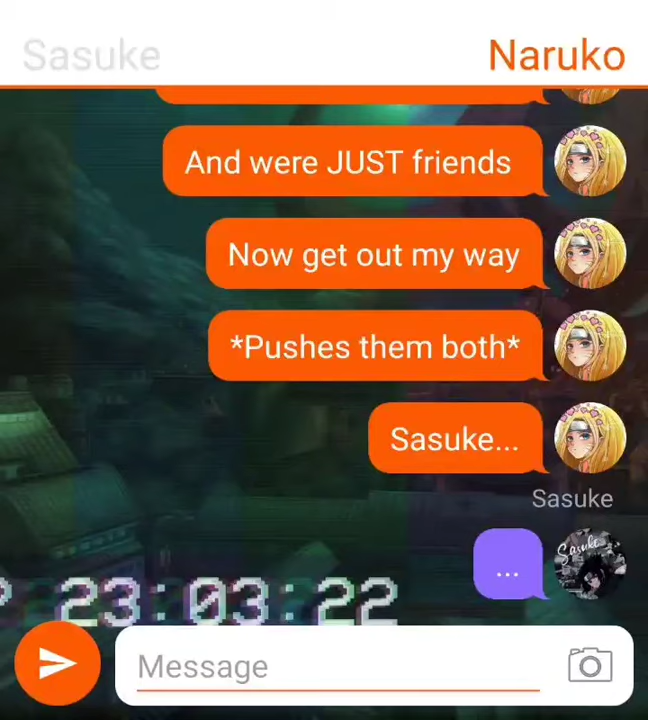 Sasuke Naruko
And were JUST friends
Now get out my way
*Pushes them both*
Sasuke...
Sasuke
...
Sasuke
23:03:22
Message